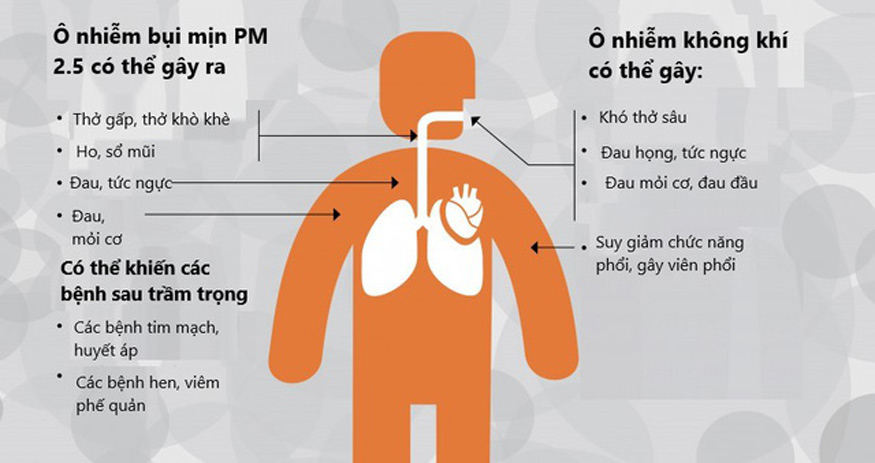 Ô nhiễm bụi mịn PM
2.5 có thể gây ra
• Thở gấp, thở khò khè
• Ho, sổ mũi
• Đau, tức ngực
• Đau,
mỏi cơ
Có thể khiến các
bệnh sau trầm trọng
• Các bệnh tim mạch,
huyết áp
• Các bệnh hen, viêm
phế quản
Ô nhiễm không khí
có thể gây:
• Khó thở sâu
• Đau họng, tức ngực
• Đau mỏi cơ, đau đầu
• Suy giảm chức năng
phổi, gây viên phổi